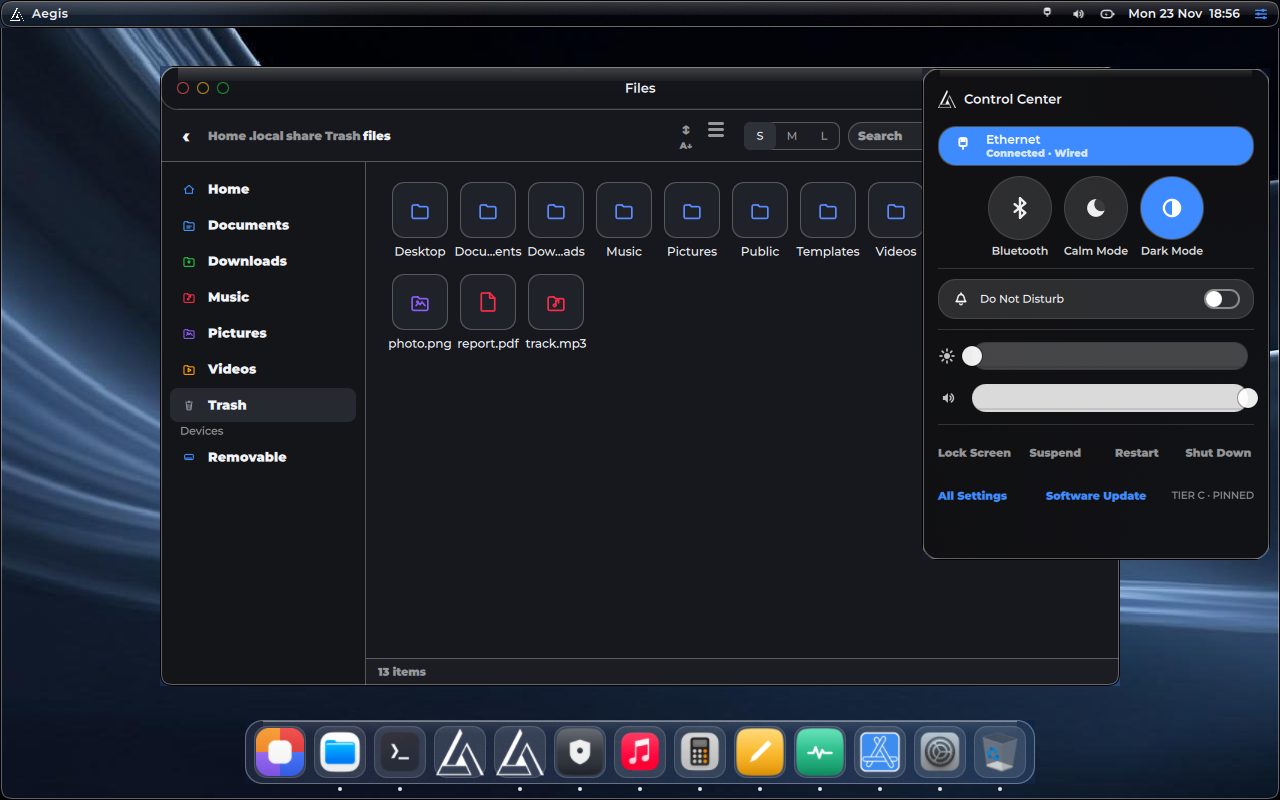 Aegis
Mon 23 Nov 18:56
Files
Home .local share Trash files
A+
S M L
Search
Home
Documents
Downloads
Music
Pictures
Videos
Trash
Devices
Removable
Desktop Docu...ents Dow...ads Music Pictures Public Templates Videos
photo.png report.pdf track.mp3
13 items
Control Center
Ethernet
Connected · Wired
Bluetooth Calm Mode Dark Mode
Do Not Disturb
Lock Screen Suspend Restart Shut Down
All Settings Software Update TIER C · PINNED